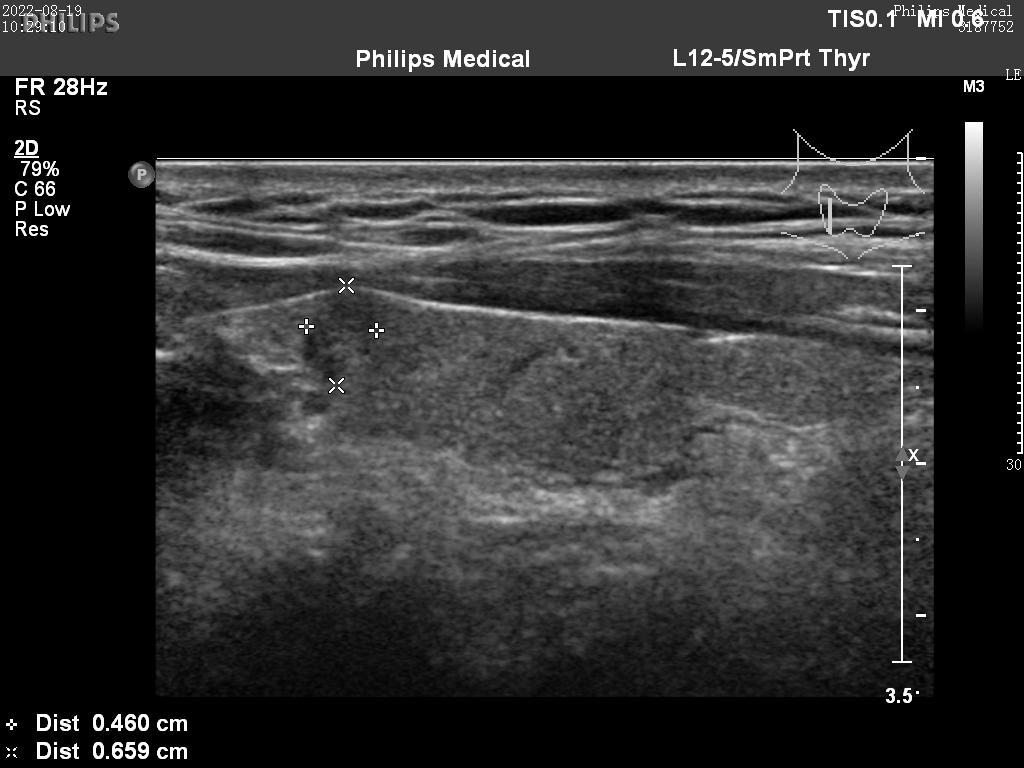 2022-08-19
10:29:10
PHILIPS
TIS0.1 MI 0.6
Philips Medical
Philips Medical
L12-5/SmPrt Thyr
LE
FR 28Hz
RS
M3
2D
79%
C 66
P Low
Res
P
X
30
3.5
Dist 0.460 cm
Dist 0.659 cm